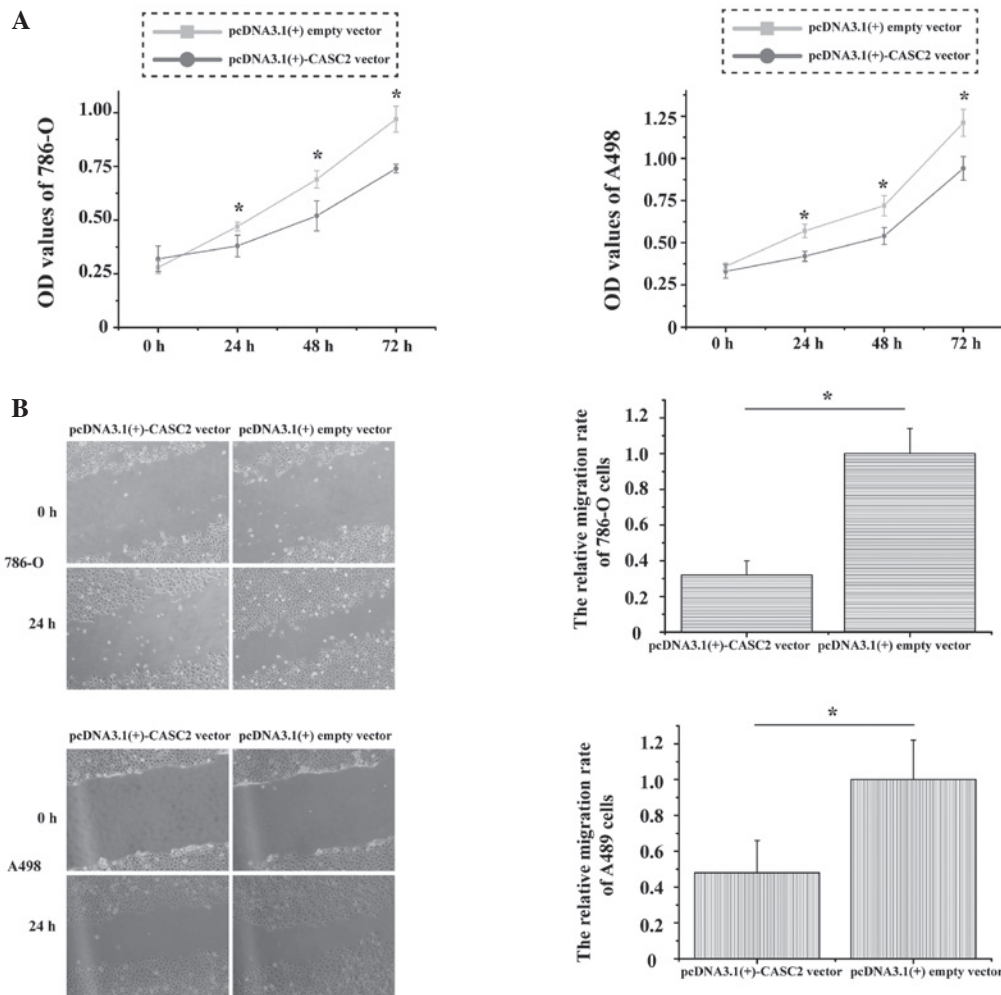 A
pcDNA3.1(+) empty vector
pcDNA3.1(+)-CASC2 vector
OD values of 786-O
1.00
0.75
0.50
0.25
0
*
*
*
0 h
24 h
48 h
72 h
pcDNA3.1(+) empty vector
pcDNA3.1(+)-CASC2 vector
OD values of A498
1.25
1.00
0.75
0.50
0.25
0
*
*
*
0 h
24 h
48 h
72 h
B
pcDNA3.1(+)-CASC2 vector
pcDNA3.1(+) empty vector
0 h
786-O
24 h
The relative migration rate
of 786-O cells
1.2
1.0
0.8
0.6
0.4
0.2
0
*
pcDNA3.1(+)-CASC2 vector
pcDNA3.1(+) empty vector
pcDNA3.1(+)-CASC2 vector
pcDNA3.1(+) empty vector
0 h
A498
24 h
The relative migration rate
of A489 cells
1.2
1.0
0.8
0.6
0.4
0.2
0
*
pcDNA3.1(+)-CASC2 vector
pcDNA3.1(+) empty vector